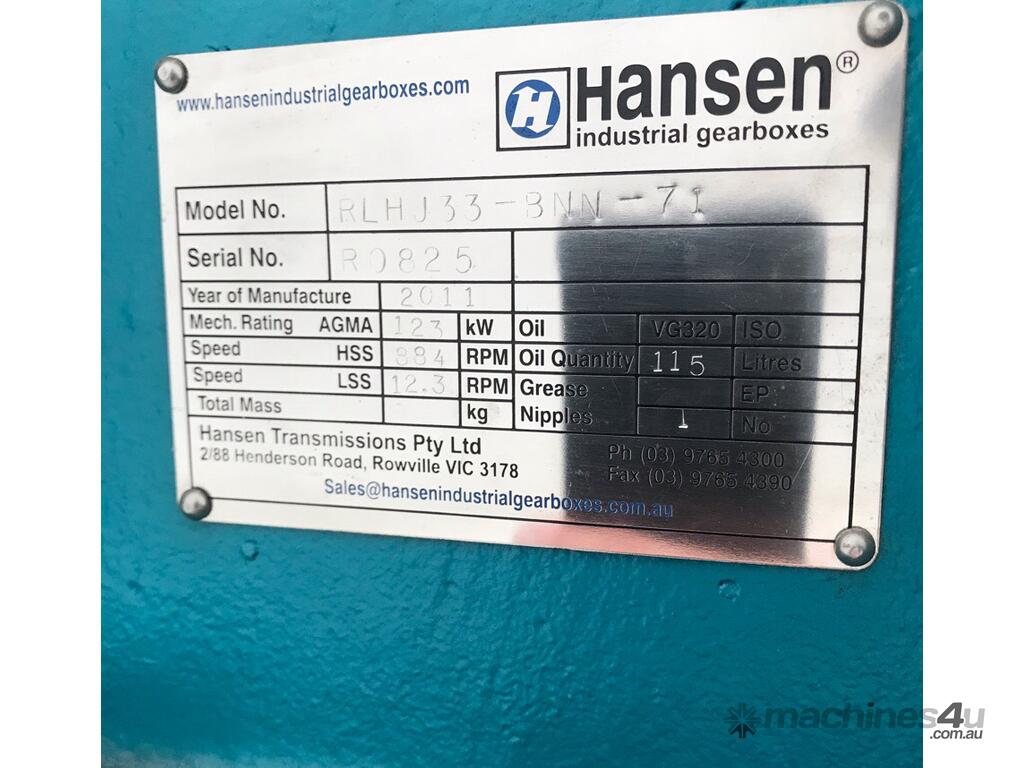 www.hansenindustrialgearboxes.com
H Hansen®
industrial gearboxes
Model No. RLHJ33-BNN-71
Serial No. R0825
Year of Manufacture 2011
Mech. Rating AGMA 123 kW Oil VG320 ISO
Speed HSS 884 RPM Oil Quantity 115 Litres
Speed LSS 12.3 RPM Grease EP
Total Mass kg Nipples 1 No
Hansen Transmissions Pty Ltd
2/88 Henderson Road, Rowville VIC 3178
Ph (03) 9765 4300
Fax (03) 9765 4390
Sales@hansenindustrialgearboxes.com.au
machines4u
.com.au